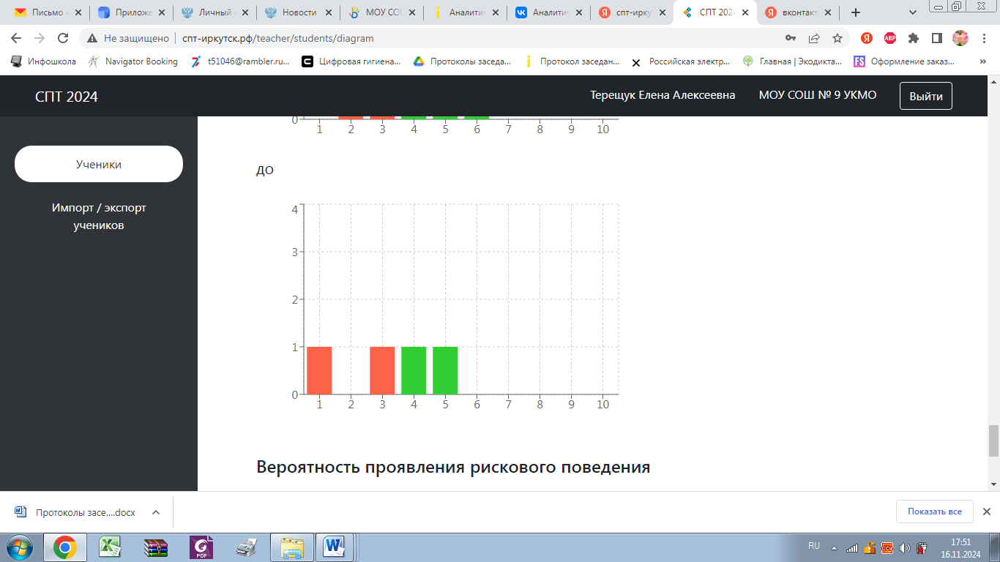 Письмо
Приложе
Личный
Новости
МОУ СОШ
Аналити
Аналити
спт-ирку
СПТ 2024
вконтакт
Не защищено
спт-иркутск.рф/teacher/students/diagram
Инфошкола
Navigator Booking
t51046@rambler.ru...
Цифровая гигиена...
Протоколы заседа...
Протокол заседан...
Российская электр...
Главная | Экодикта...
Оформление заказ...
»
СПТ 2024
Терещук Елена Алексеевна
МОУ СОШ № 9 УКМО
Выйти
Ученики
Импорт / экспорт
учеников
0
1 2 3 4 5 6 7 8 9 10
ДО
4
3
2
1
0
1 2 3 4 5 6 7 8 9 10
Вероятность проявления рискового поведения
Протоколы засе....docx
Показать все
RU
17:51
16.11.2024